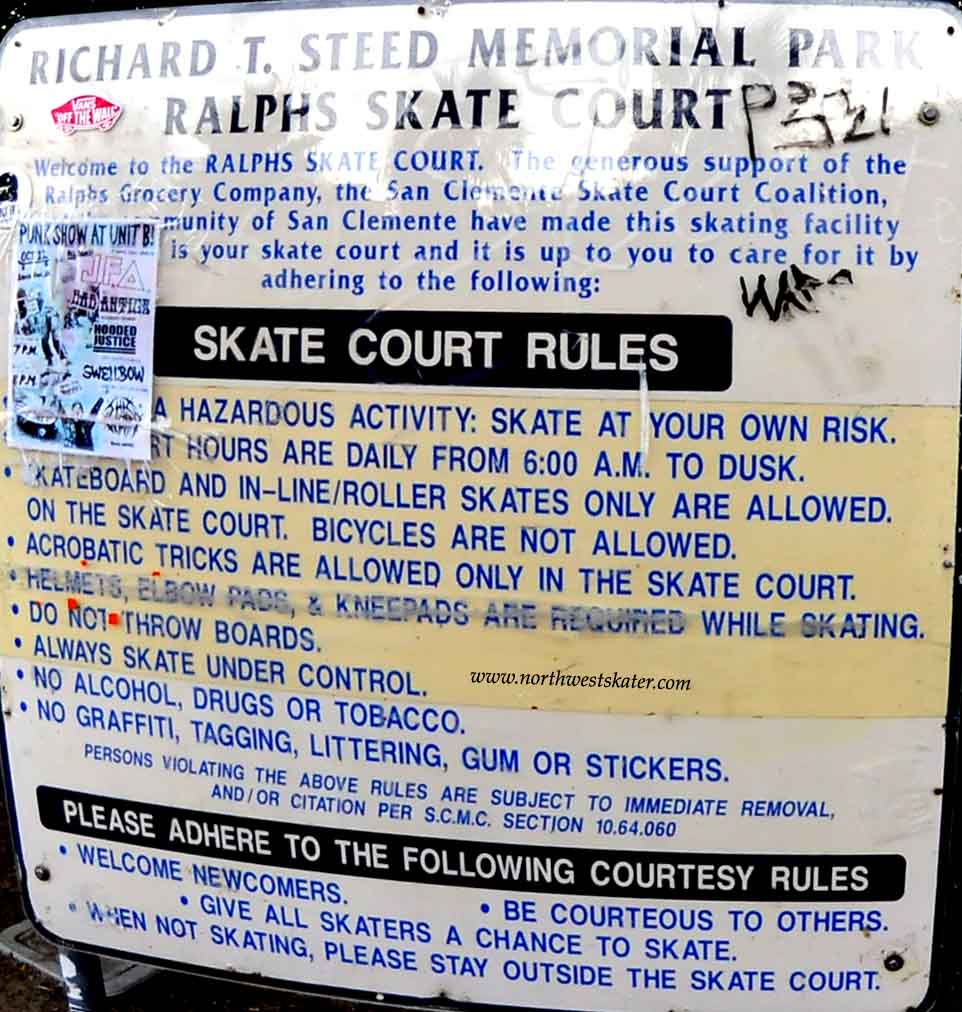 RICHARD T. STEED MEMORIAL PARK
VANS
"OFF THE WALL"
RALPHS SKATE COURT
Welcome to the RALPHS SKATE COURT. The generous support of the
Ralphs Grocery Company, the San Clemente Skate Court Coalition,
munity of San Clemente have made this skating facility
is your skate court and it is up to you to care for it by
adhering to the following:
PUNK SHOW AT UNIT B!
J.F.A.
HOODED
JUSTICE
SWELLBOW
7 P.M.
SKATE COURT RULES
A HAZARDOUS ACTIVITY: SKATE AT YOUR OWN RISK.
RT HOURS ARE DAILY FROM 6:00 A.M. TO DUSK.
• SKATEBOARD AND IN-LINE/ROLLER SKATES ONLY ARE ALLOWED.
ON THE SKATE COURT. BICYCLES ARE NOT ALLOWED.
• ACROBATIC TRICKS ARE ALLOWED ONLY IN THE SKATE COURT.
• HELMETS, ELBOW PADS, & KNEEPADS ARE REQUIRED WHILE SKATING.
• DO NOT THROW BOARDS.
• ALWAYS SKATE UNDER CONTROL.
www.northwestskater.com
• NO ALCOHOL, DRUGS OR TOBACCO.
• NO GRAFFITI, TAGGING, LITTERING, GUM OR STICKERS.
PERSONS VIOLATING THE ABOVE RULES ARE SUBJECT TO IMMEDIATE REMOVAL,
AND/OR CITATION PER S.C.M.C. SECTION 10.64.060
PLEASE ADHERE TO THE FOLLOWING COURTESY RULES
• WELCOME NEWCOMERS.
• BE COURTEOUS TO OTHERS.
• GIVE ALL SKATERS A CHANCE TO SKATE.
• WHEN NOT SKATING, PLEASE STAY OUTSIDE THE SKATE COURT.